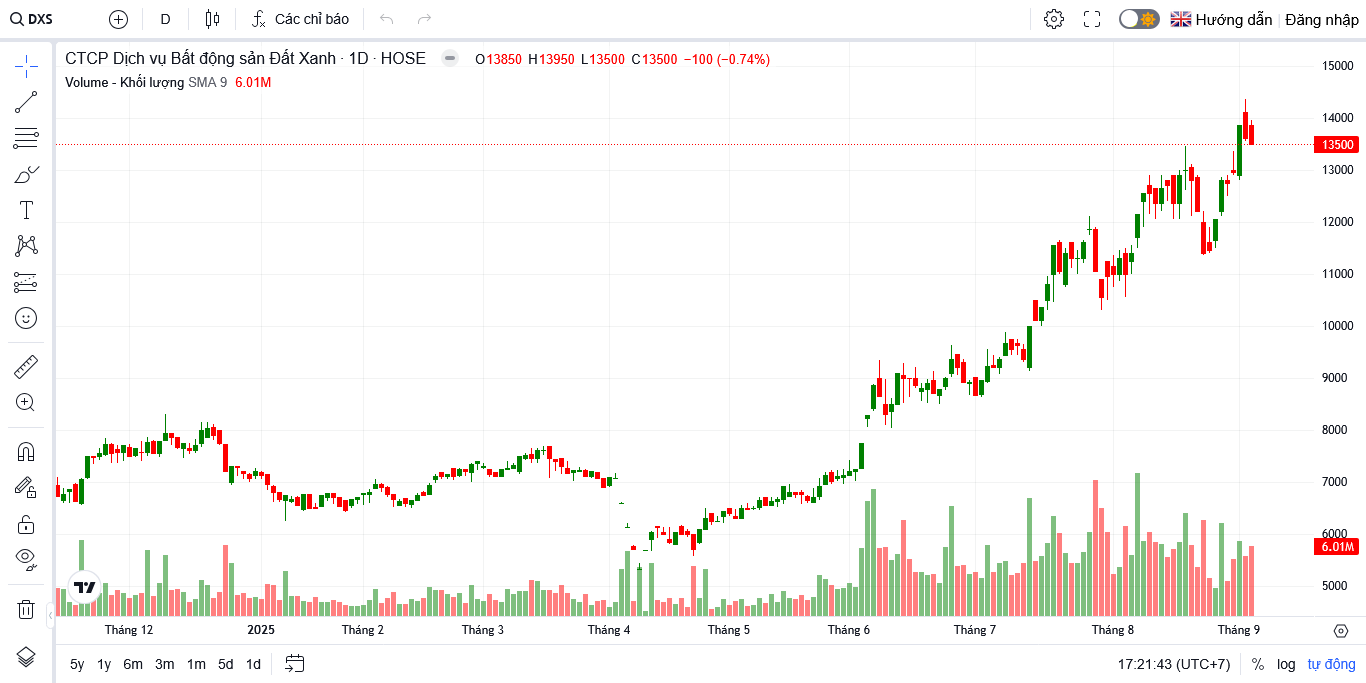 DXS D Các chỉ báo Hướng dẫn Đăng nhập
CTCP Dịch vụ Bất động sản Đất Xanh · 1D · HOSE O13850 H13950 L13500 C13500 −100 (−0.74%)
Volume - Khối lượng SMA 9 6.01M
15000
14000
13500
13000
12000
11000
10000
9000
8000
7000
6000
6.01M
5000
Tháng 12 2025 Tháng 2 Tháng 3 Tháng 4 Tháng 5 Tháng 6 Tháng 7 Tháng 8 Tháng 9
5y 1y 6m 3m 1m 5d 1d 17:21:43 (UTC+7) % log tự động